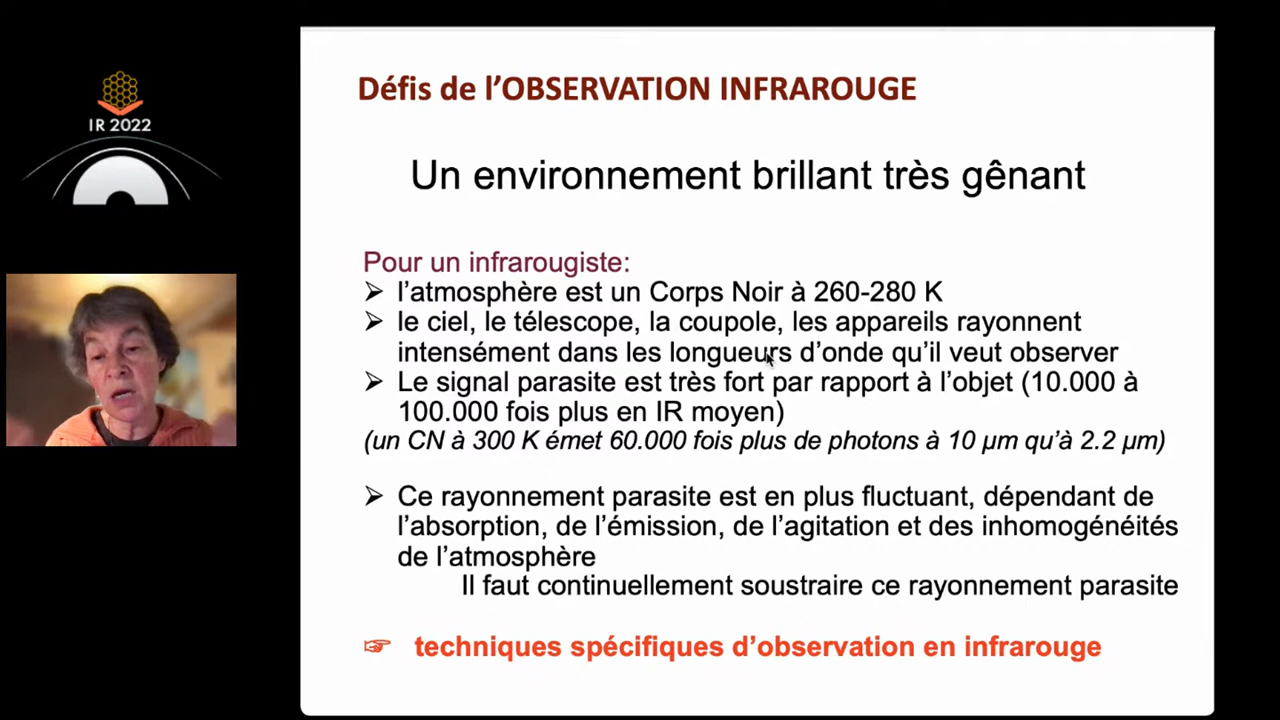 IR 2022
Défis de l’OBSERVATION INFRAROUGE
Un environnement brillant très gênant
Pour un infrarougiste:
➢ l’atmosphère est un Corps Noir à 260-280 K
➢ le ciel, le télescope, la coupole, les appareils rayonnent
intensément dans les longueurs d’onde qu’il veut observer
➢ Le signal parasite est très fort par rapport à l’objet (10.000 à
100.000 fois plus en IR moyen)
(un CN à 300 K émet 60.000 fois plus de photons à 10 µm qu’à 2.2 µm)
➢ Ce rayonnement parasite est en plus fluctuant, dépendant de
l’absorption, de l’émission, de l’agitation et des inhomogénéités
de l’atmosphère
Il faut continuellement soustraire ce rayonnement parasite
☞ techniques spécifiques d’observation en infrarouge